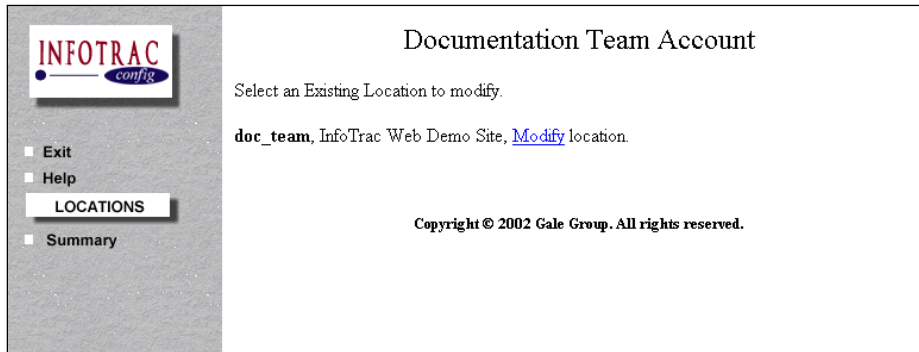 INFOTRAC
config
Exit
Help
LOCATIONS
Summary
Documentation Team Account
Select an Existing Location to modify.
doc_team, InfoTrac Web Demo Site, Modify location.
Copyright © 2002 Gale Group. All rights reserved.